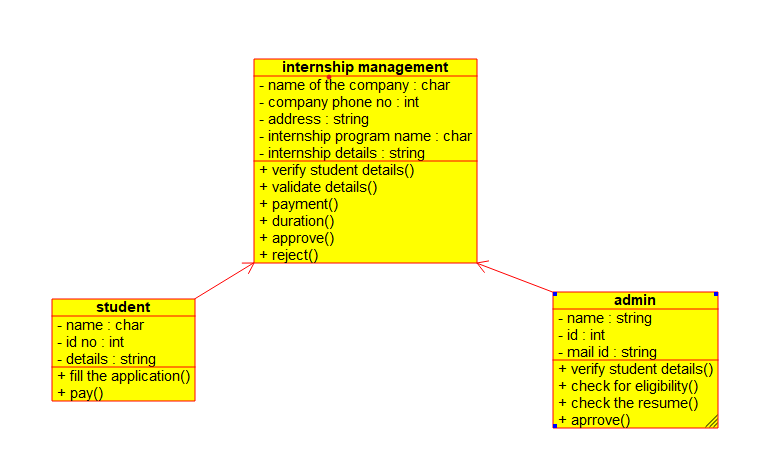 internship management
- name of the company : char
- company phone no : int
- address : string
- internship program name : char
- internship details : string
+ verify student details()
+ validate details()
+ payment()
+ duration()
+ approve()
+ reject()
student
- name : char
- id no : int
- details : string
+ fill the application()
+ pay()
admin
- name : string
- id : int
- mail id : string
+ verify student details()
+ check for eligibility()
+ check the resume()
+ aprrove()